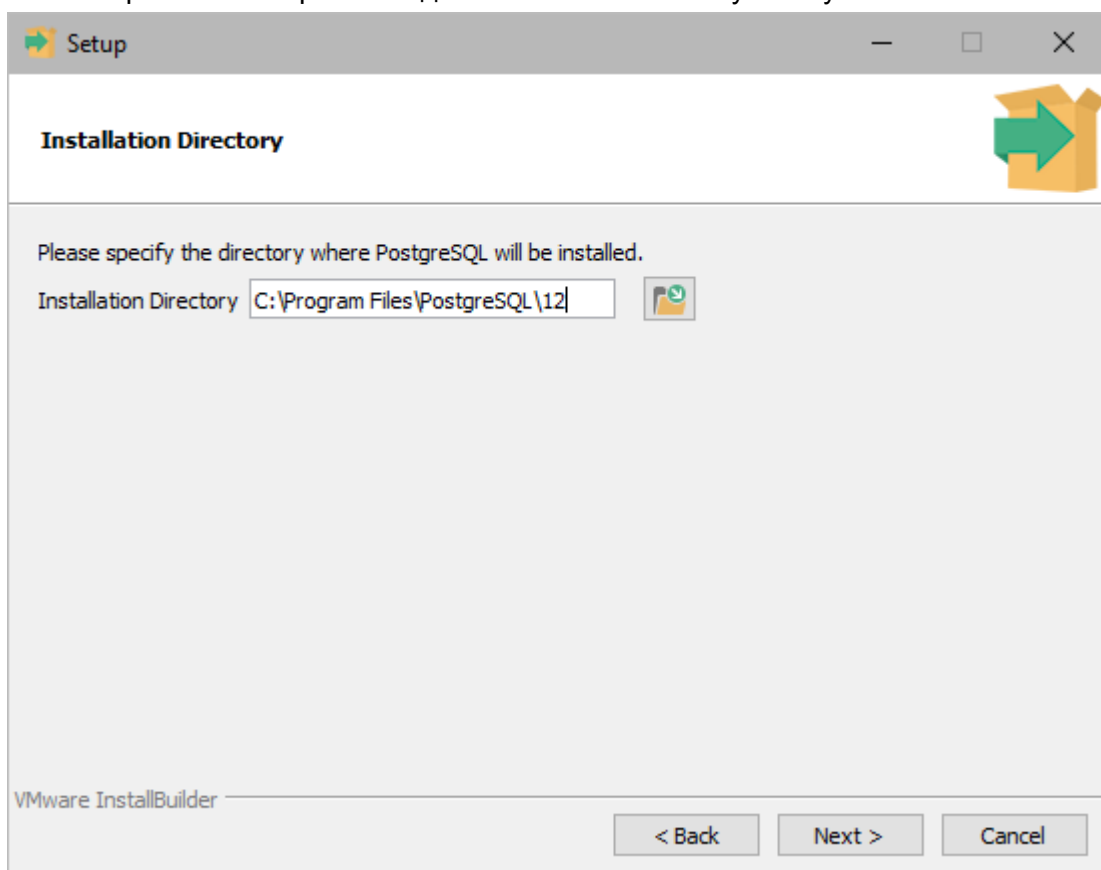 Setup
Installation Directory
Please specify the directory where PostgreSQL will be installed.
Installation Directory C:\Program Files\PostgreSQL\12
VMware InstallBuilder
< Back Next > Cancel